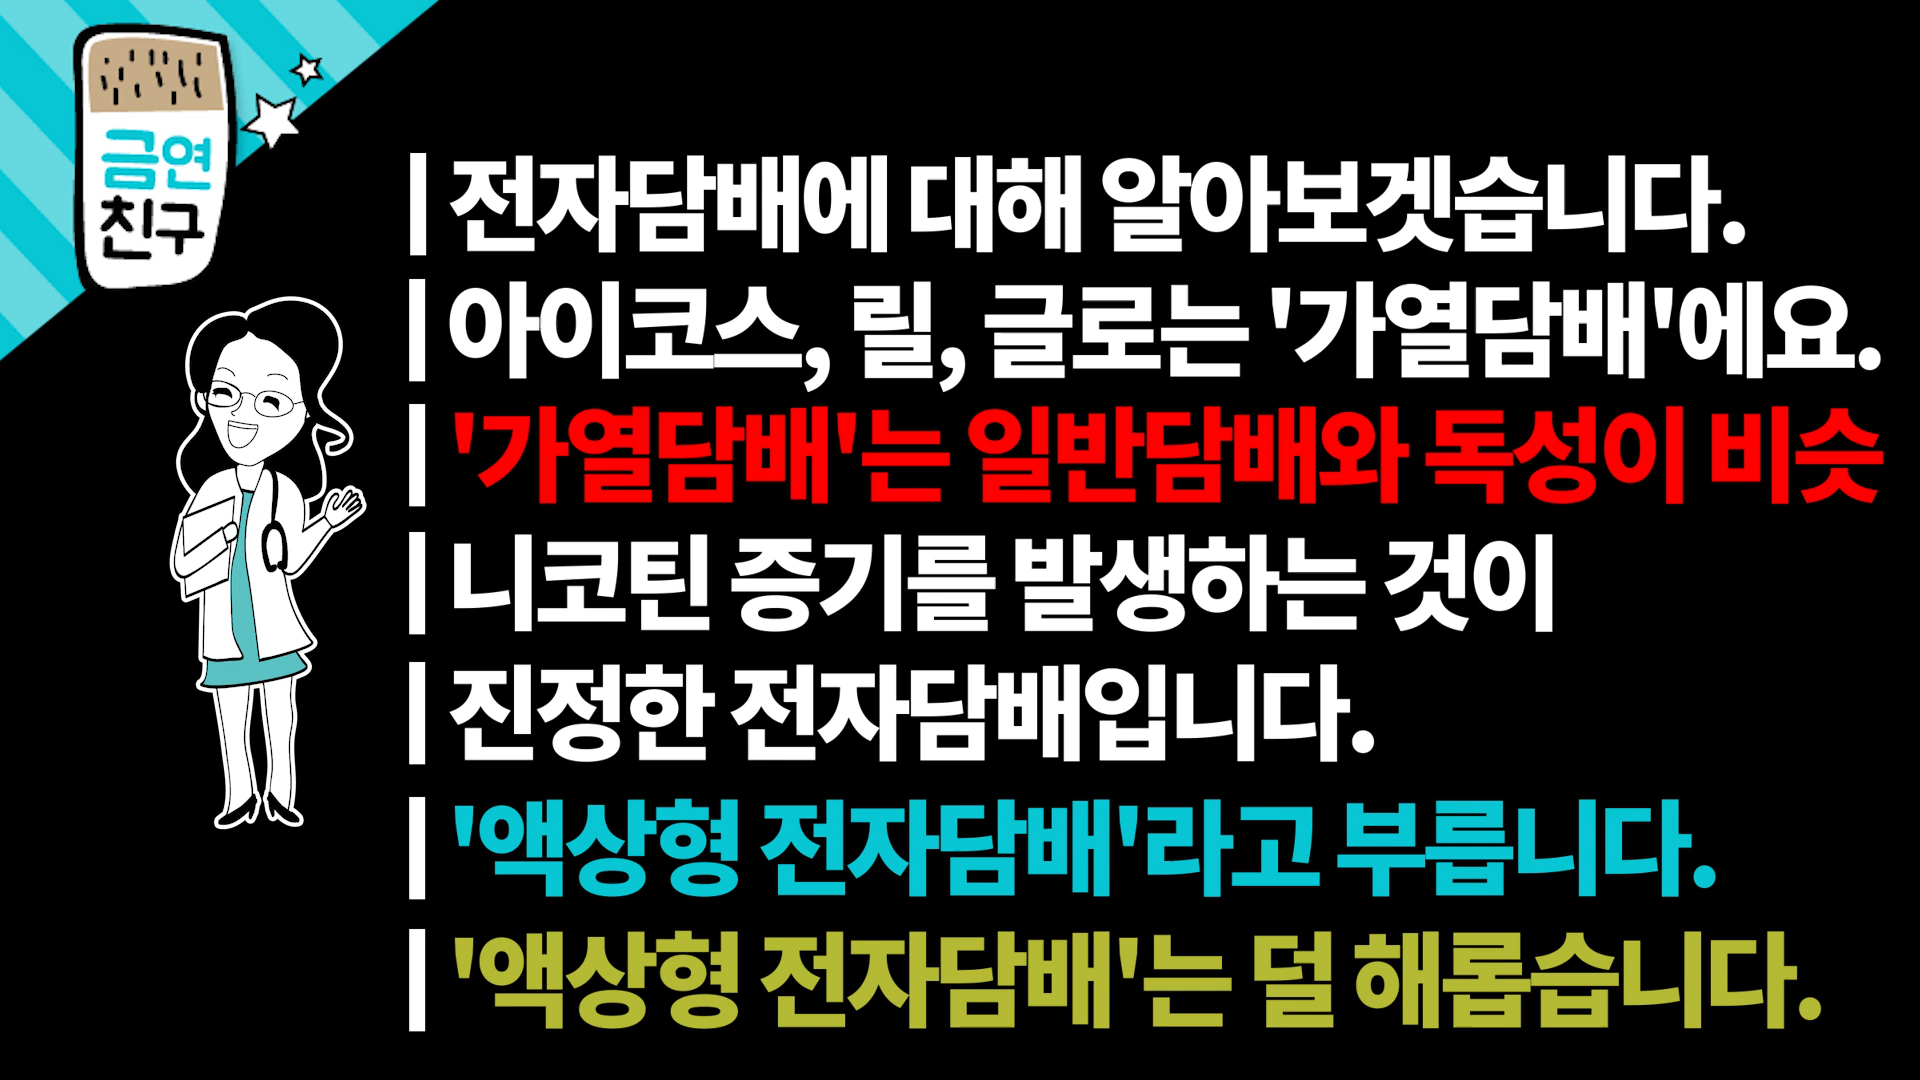 금연
친구
전자담배에 대해 알아보겟습니다.
아이코스, 릴, 글로는 '가열담배'에요.
'가열담배'는 일반담배와 독성이 비슷
니코틴 증기를 발생하는 것이
진정한 전자담배입니다.
'액상형 전자담배'라고 부릅니다.
'액상형 전자담배'는 덜 해롭습니다.